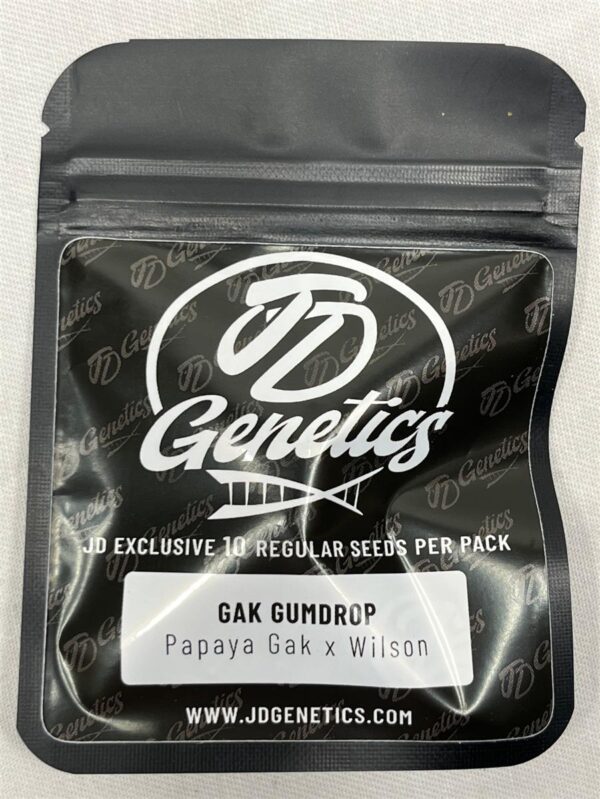 JD
Genetics
JD EXCLUSIVE 10 REGULAR SEEDS PER PACK
GAK GUMDROP
Papaya Gak x Wilson
WWW.JDGENETICS.COM